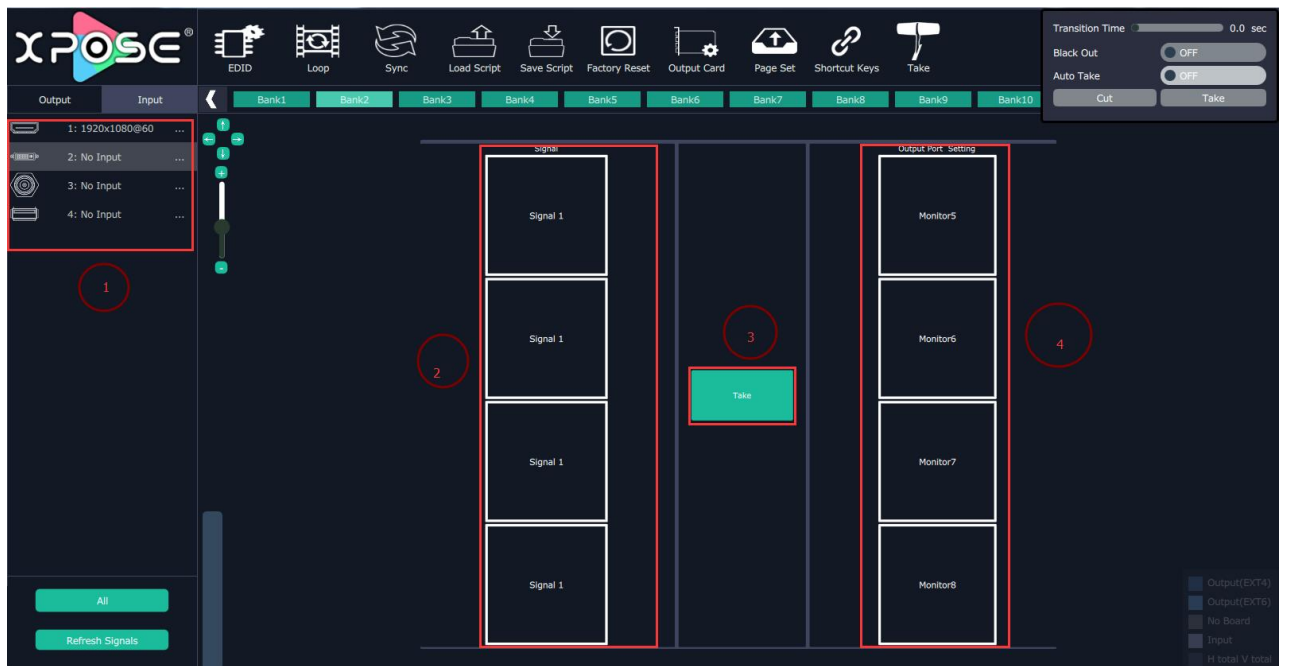 XPOSE®
EDID
Loop
Sync
Load Script
Save Script
Factory Reset
Output Card
Page Set
Shortcut Keys
Take
Transition Time
0.0 sec
Black Out
OFF
Auto Take
OFF
Cut
Take
Output
Input
Bank1
Bank2
Bank3
Bank4
Bank5
Bank6
Bank7
Bank8
Bank9
Bank10
1: 1920x1080@60 ...
2: No Input ...
3: No Input ...
4: No Input ...
1
Signal
Signal 1
Signal 1
Signal 1
Signal 1
2
3
Take
Output Port Setting
Monitor5
Monitor6
Monitor7
Monitor8
4
All
Refresh Signals
Output(EXT4)
Output(EXT6)
No Board
Input
H total V total